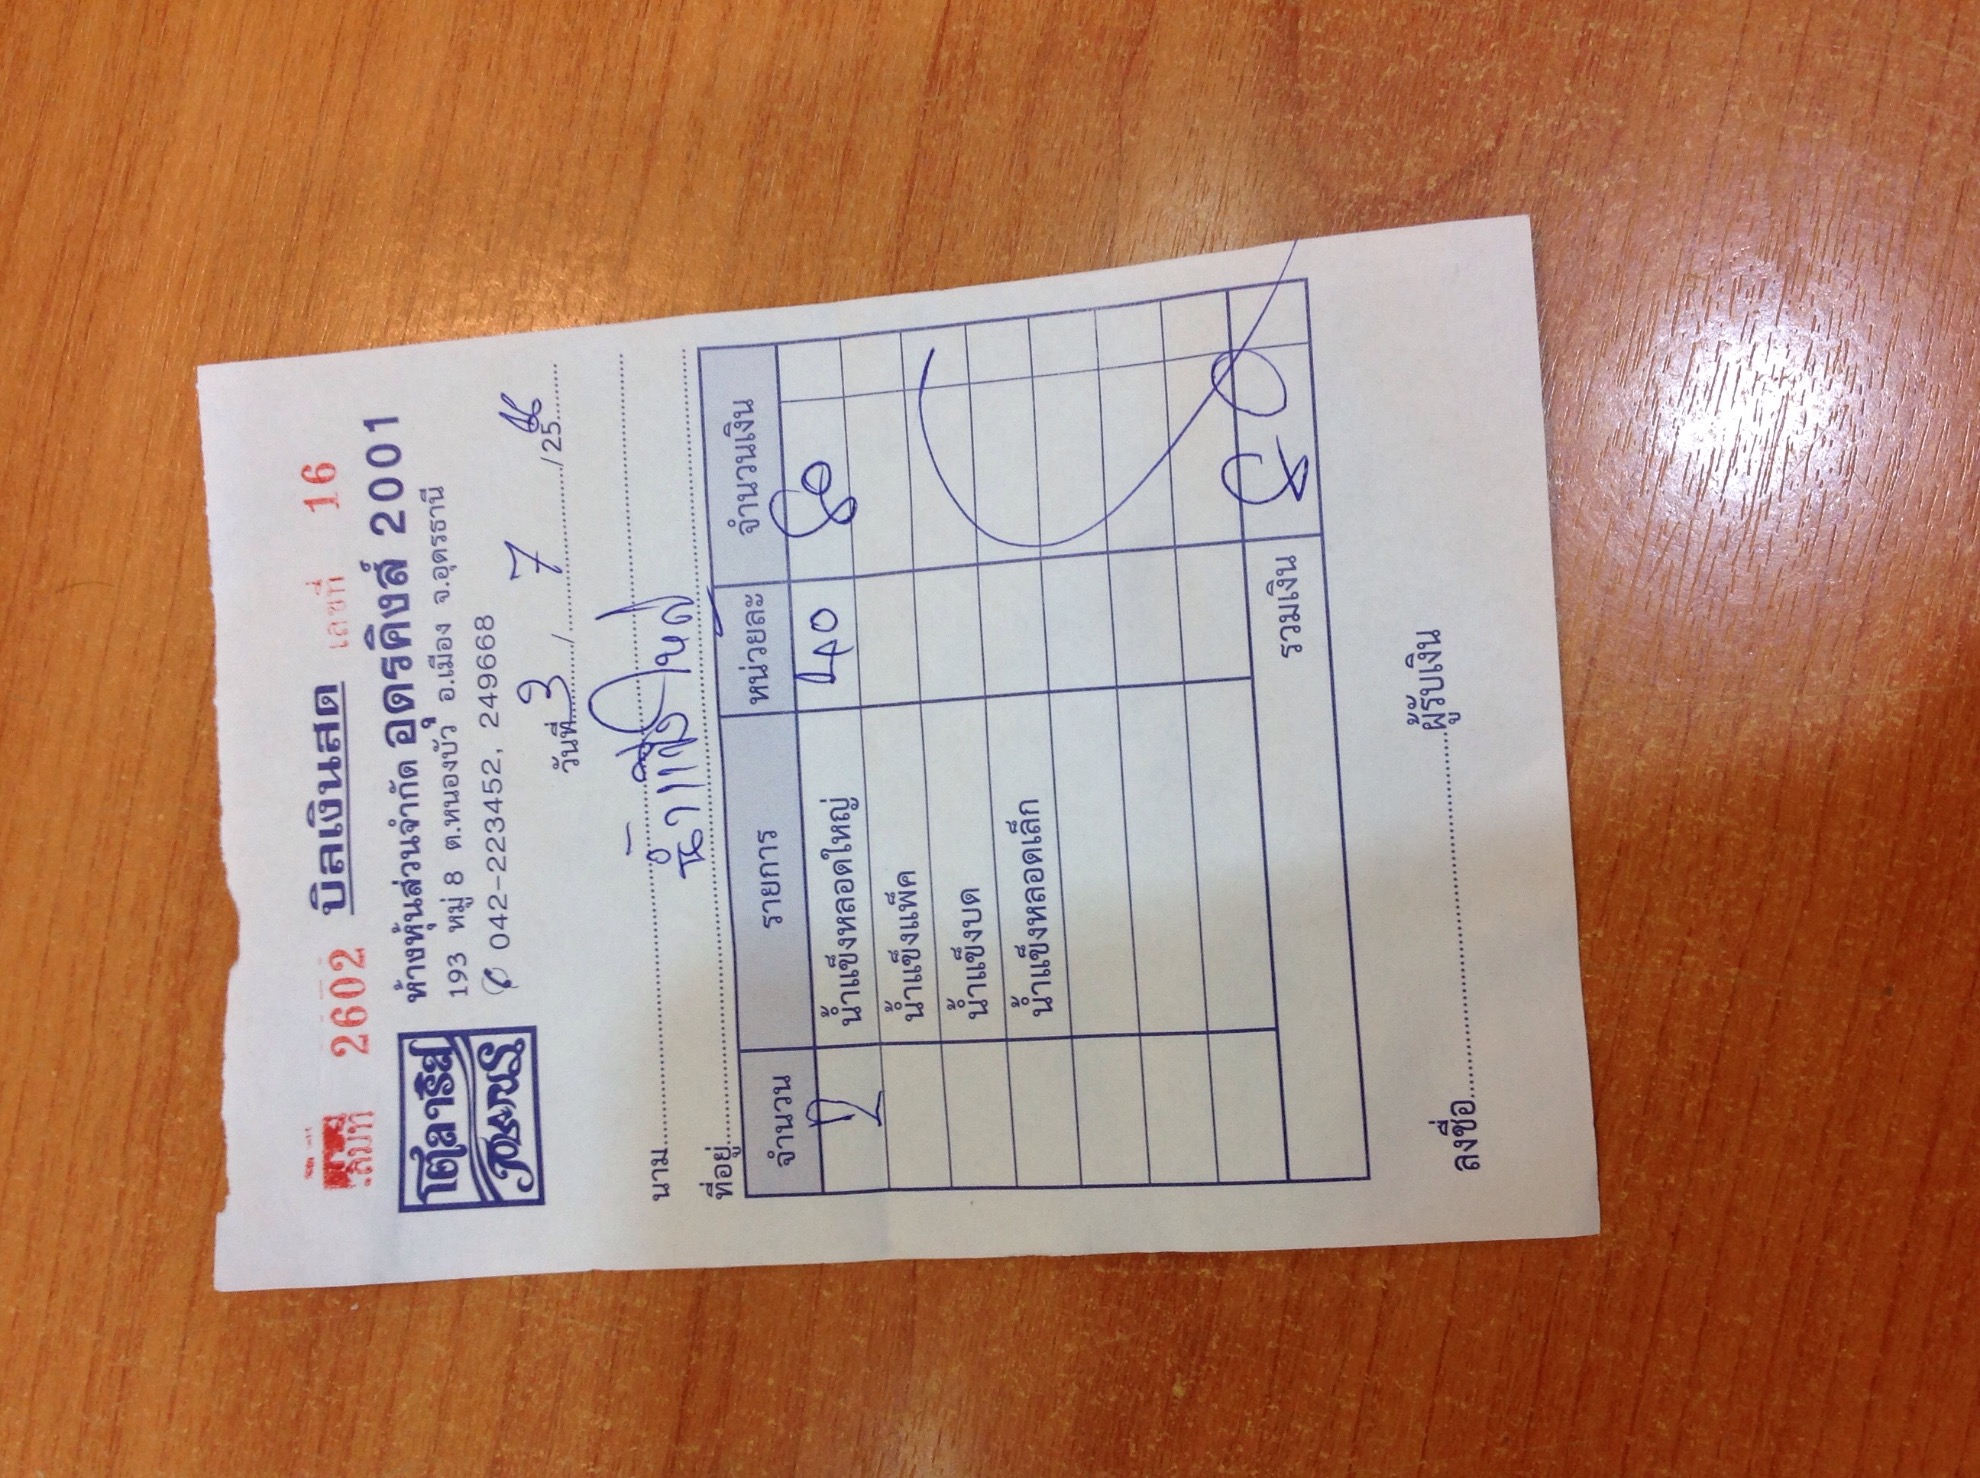 เล่มที่ 2602 บิลเงินสด เลขที่ 16
ห้างหุ้นส่วนจำกัด อุดรคิงส์ 2001
193 หมู่ 8 ต.หนองบัว อ.เมือง จ.อุดรธานี
042-223452, 249668
วันที่ 3 / 7 /25
นาม
น้ำแข็ง
ที่อยู่
จำนวน รายการ หน่วยละ จำนวนเงิน
2 น้ำแข็งหลอดใหญ่ 40 80
น้ำแข็งแพ็ค
น้ำแข็งบด
น้ำแข็งหลอดเล็ก
รวมเงิน 80
ลงชื่อ ผู้รับเงิน